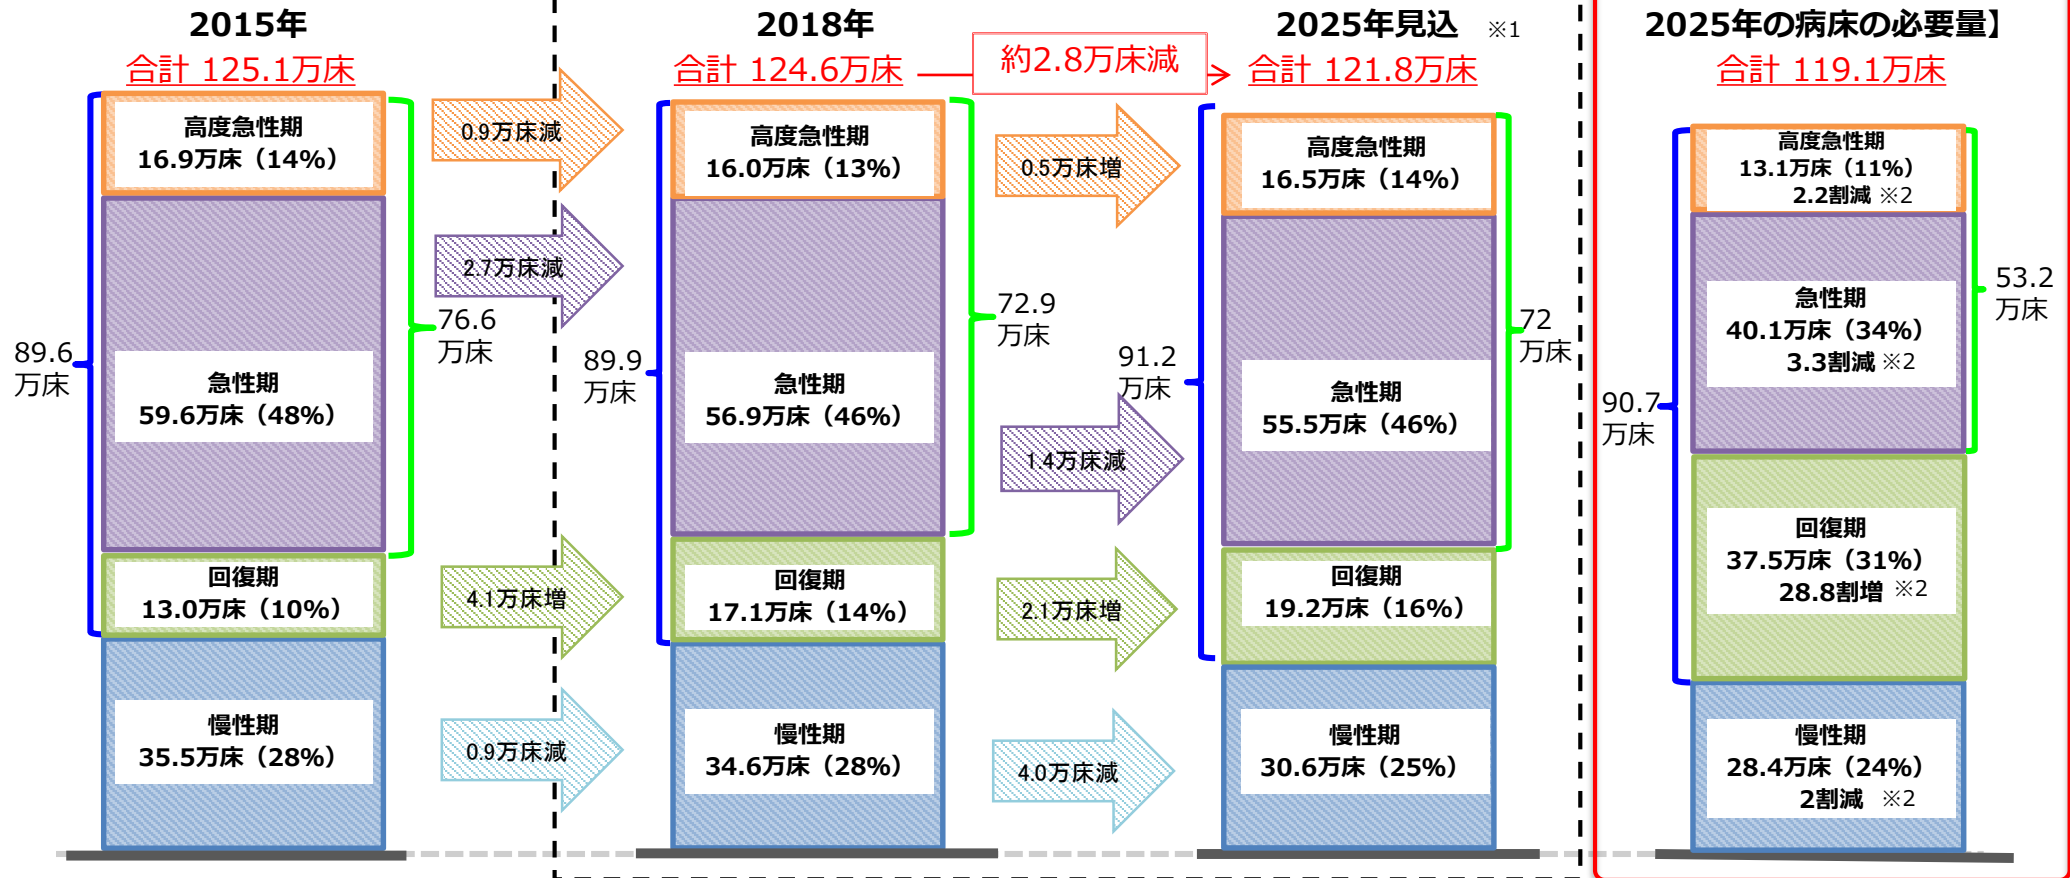 2015年
合計 125.1万床
高度急性期
16.9万床（14%）
急性期
59.6万床（48%）
回復期
13.0万床（10%）
慢性期
35.5万床（28%）
89.6
万床
76.6
万床
0.9万床減
2.7万床減
4.1万床増
0.9万床減
2018年
合計 124.6万床
高度急性期
16.0万床（13%）
急性期
56.9万床（46%）
回復期
17.1万床（14%）
慢性期
34.6万床（28%）
89.9
万床
72.9
万床
約2.8万床減
0.5万床増
1.4万床減
2.1万床増
4.0万床減
2025年見込 ※1
合計 121.8万床
高度急性期
16.5万床（14%）
急性期
55.5万床（46%）
回復期
19.2万床（16%）
慢性期
30.6万床（25%）
91.2
万床
72
万床
2025年の病床の必要量】
合計 119.1万床
高度急性期
13.1万床（11%）
2.2割減 ※2
急性期
40.1万床（34%）
3.3割減 ※2
回復期
37.5万床（31%）
28.8割増 ※2
慢性期
28.4万床（24%）
2割減 ※2
90.7
万床
53.2
万床